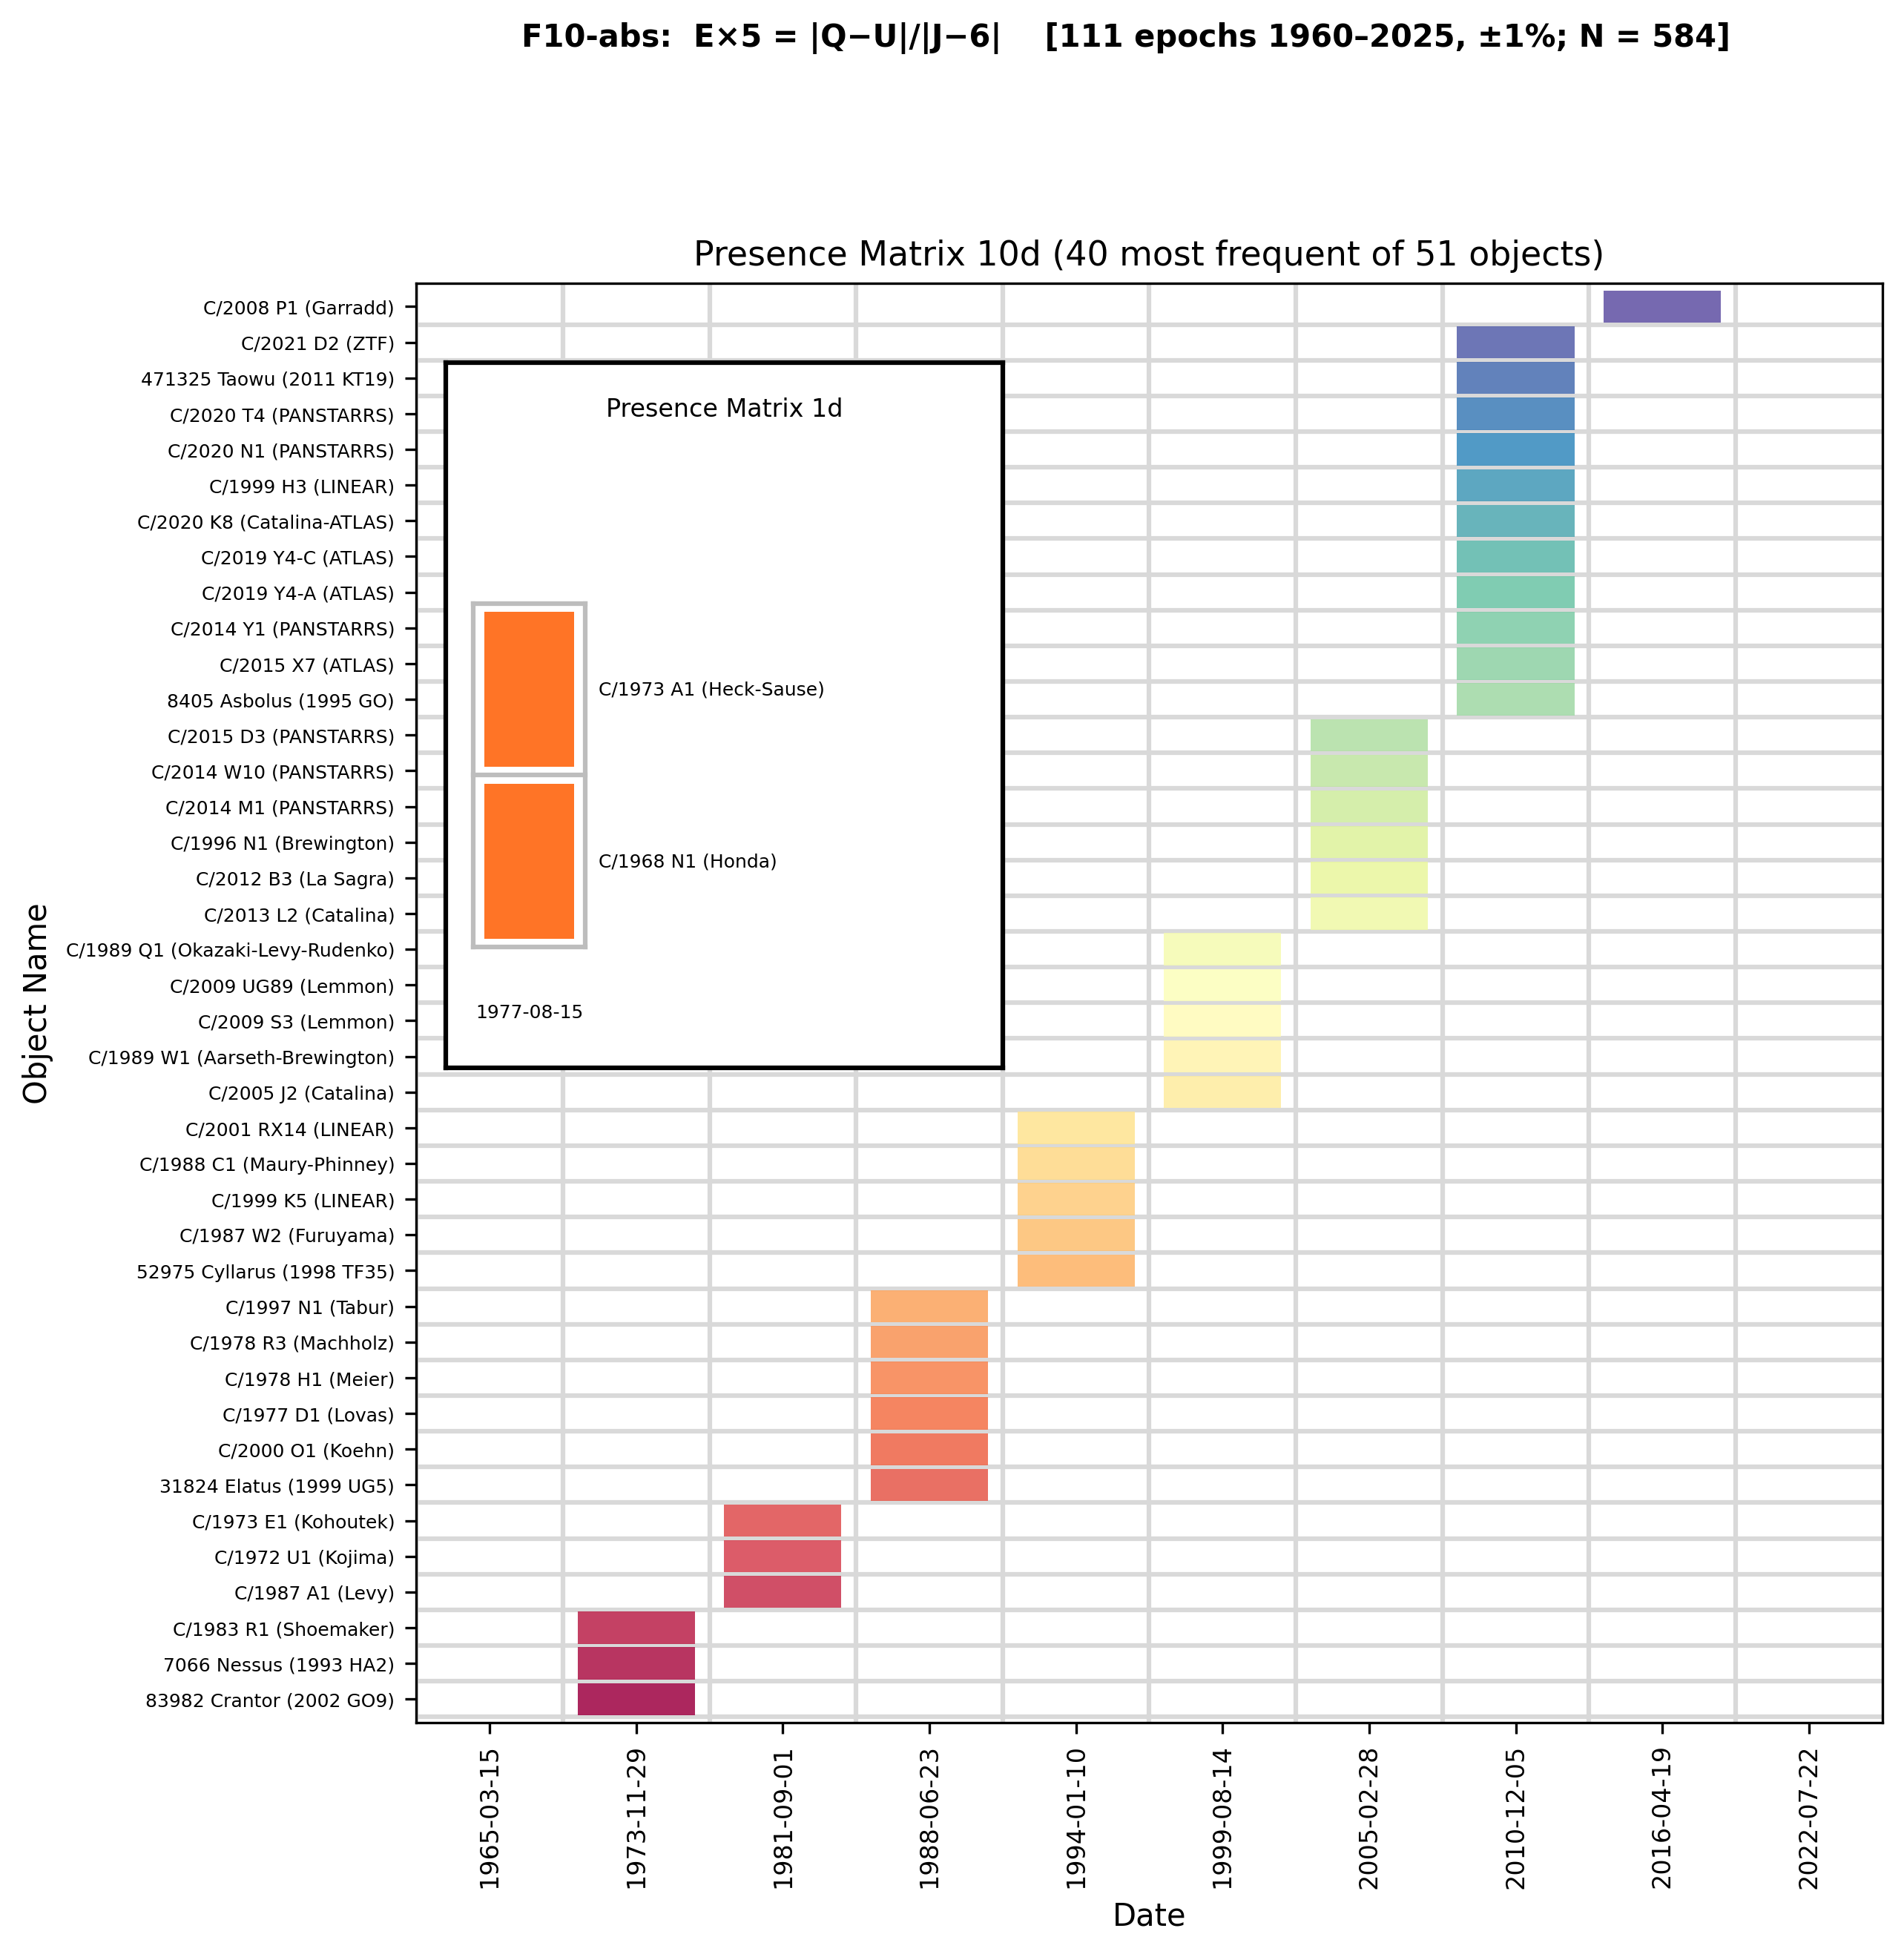 F10-abs:  E×5 = |Q−U|/|J−6|    [111 epochs 1960–2025, ±1%; N = 584]
Presence Matrix 10d (40 most frequent of 51 objects)
Object Name
C/2008 P1 (Garradd)
C/2021 D2 (ZTF)
471325 Taowu (2011 KT19)
C/2020 T4 (PANSTARRS)
C/2020 N1 (PANSTARRS)
C/1999 H3 (LINEAR)
C/2020 K8 (Catalina-ATLAS)
C/2019 Y4-C (ATLAS)
C/2019 Y4-A (ATLAS)
C/2014 Y1 (PANSTARRS)
C/2015 X7 (ATLAS)
8405 Asbolus (1995 GO)
C/2015 D3 (PANSTARRS)
C/2014 W10 (PANSTARRS)
C/2014 M1 (PANSTARRS)
C/1996 N1 (Brewington)
C/2012 B3 (La Sagra)
C/2013 L2 (Catalina)
C/1989 Q1 (Okazaki-Levy-Rudenko)
C/2009 UG89 (Lemmon)
C/2009 S3 (Lemmon)
C/1989 W1 (Aarseth-Brewington)
C/2005 J2 (Catalina)
C/2001 RX14 (LINEAR)
C/1988 C1 (Maury-Phinney)
C/1999 K5 (LINEAR)
C/1987 W2 (Furuyama)
52975 Cyllarus (1998 TF35)
C/1997 N1 (Tabur)
C/1978 R3 (Machholz)
C/1978 H1 (Meier)
C/1977 D1 (Lovas)
C/2000 O1 (Koehn)
31824 Elatus (1999 UG5)
C/1973 E1 (Kohoutek)
C/1972 U1 (Kojima)
C/1987 A1 (Levy)
C/1983 R1 (Shoemaker)
7066 Nessus (1993 HA2)
83982 Crantor (2002 GO9)
Presence Matrix 1d
C/1973 A1 (Heck-Sause)
C/1968 N1 (Honda)
1977-08-15
1965-03-15
1973-11-29
1981-09-01
1988-06-23
1994-01-10
1999-08-14
2005-02-28
2010-12-05
2016-04-19
2022-07-22
Date